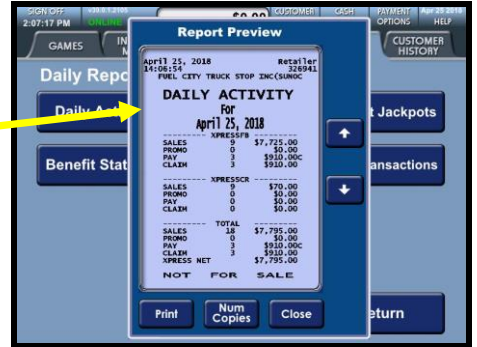 SIGN OFF v39.0.1.2105 $0.00 CUSTOMER CASH PAYMENT OPTIONS Apr 25 2018 HELP
2:07:17 PM ONLINE
GAMES IN CUSTOMER HISTORY
Report Preview
Daily Repo
Daily Act
t Jackpots
Benefit Stat
ansactions
April 25, 2018 Retailer
14:06:54 326941
FUEL CITY TRUCK STOP INC(SUNOC
DAILY ACTIVITY
For
April 25, 2018
-------- XPRESSFB --------
SALES 9 $7,725.00
PROMO 0 $0.00
PAY 3 $910.00C
CLAIM 3 $910.00
-------- XPRESSCR --------
SALES 9 $70.00
PROMO 0 $0.00
PAY 0 $0.00
CLAIM 0 $0.00
-------- TOTAL --------
SALES 18 $7,795.00
PROMO 0 $0.00
PAY 3 $910.00C
CLAIM 3 $910.00
XPRESS NET $7,795.00
NOT FOR SALE
Print Num Copies Close
eturn